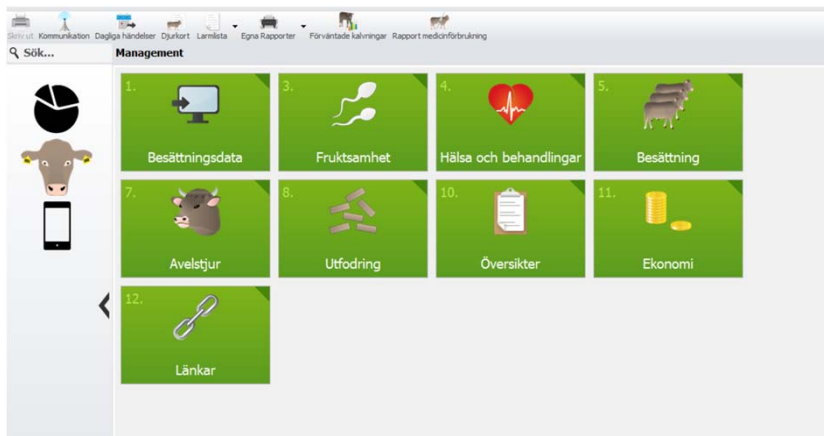 Skriv ut Kommunikation Dagliga händelser Djurkort Larmlista Egna Rapporter Förväntade kalvningar Rapport medicinförbrukning
Sök... Management
1. 3. 4. 5.
Besättningsdata Fruktsamhet Hälsa och behandlingar Besättning
7. 8. 10. 11.
Avelstjur Utfodring Översikter Ekonomi
12.
Länkar